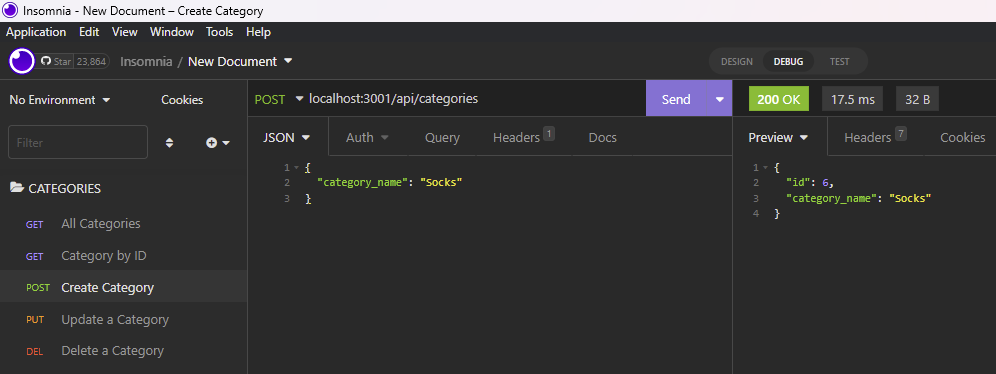 Insomnia - New Document – Create Category
Application Edit View Window Tools Help
Star 23,864 Insomnia / New Document DESIGN DEBUG TEST
No Environment Cookies POST localhost:3001/api/categories Send 200 OK 17.5 ms 32 B
Filter JSON Auth Query Headers 1 Docs Preview Headers 7 Cookies
1 { 1 {
2 "category_name": "Socks" 2 "id": 6,
3 } 3 "category_name": "Socks"
4 }
CATEGORIES
GET All Categories
GET Category by ID
POST Create Category
PUT Update a Category
DEL Delete a Category